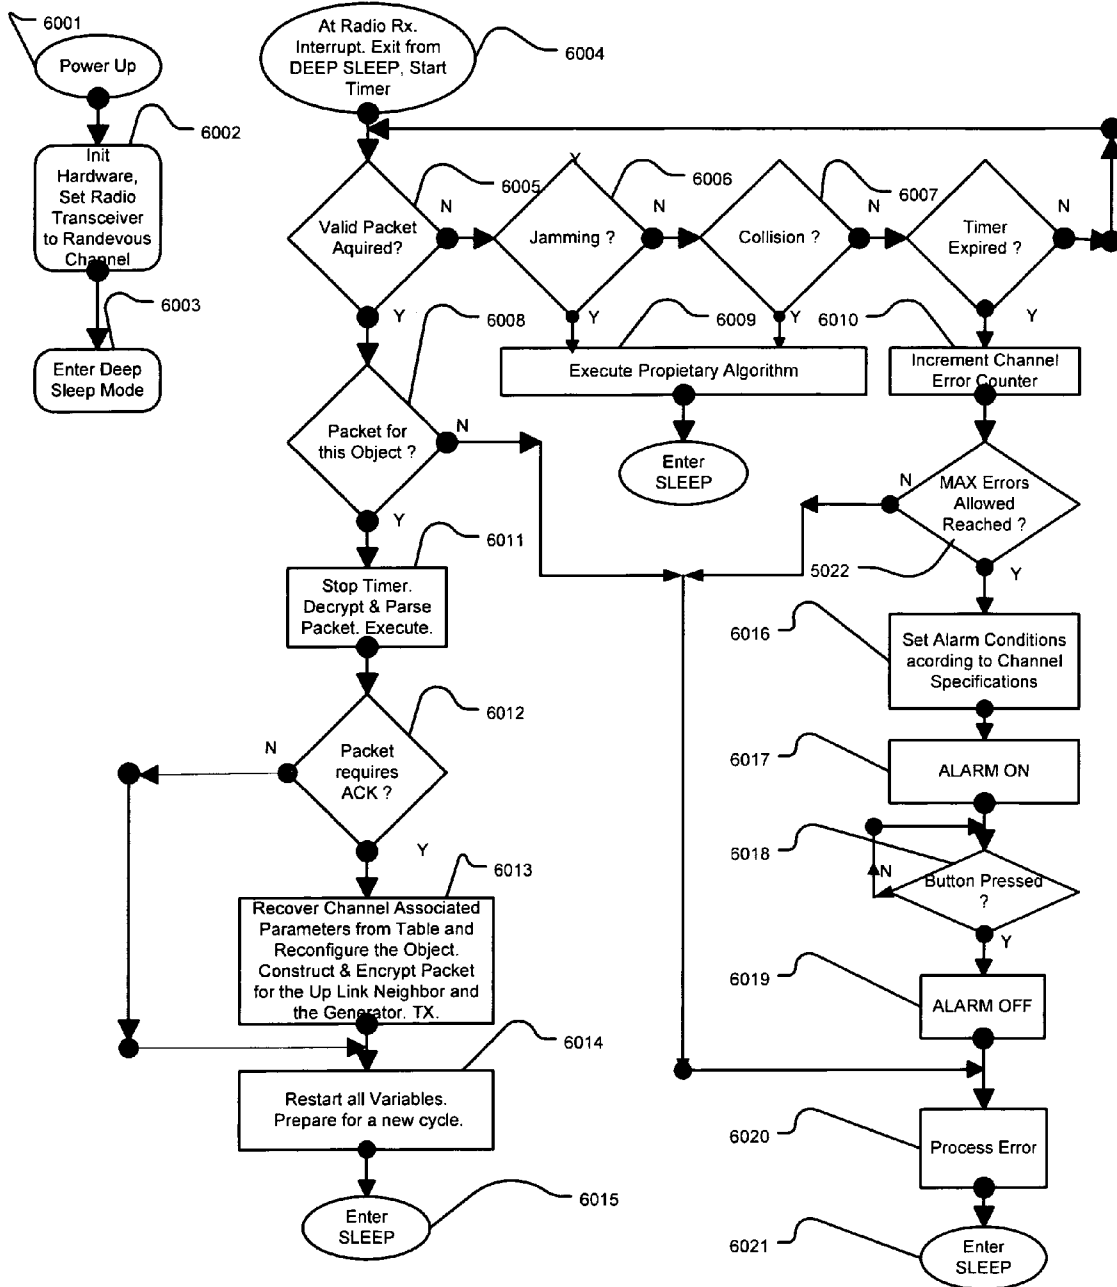 6001
Power Up
6002
Init
Hardware,
Set Radio
Transceiver
to Randevous
Channel
6003
Enter Deep
Sleep Mode
At Radio Rx.
Interrupt. Exit from
DEEP SLEEP, Start
Timer
6004
Valid Packet
Aquired?
6005
N
Y
Y
Jamming ?
6006
N
Y
Collision ?
6007
N
Y
Timer
Expired ?
N
Y
6008
Packet for
this Object ?
N
Y
6009
Execute Propietary Algorithm
Enter
SLEEP
6010
Increment Channel
Error Counter
N
MAX Errors
Allowed
Reached ?
5022
Y
6011
Stop Timer.
Decrypt & Parse
Packet. Execute.
6012
N
Packet
requires
ACK ?
Y
6013
Recover Channel Associated
Parameters from Table and
Reconfigure the Object.
Construct & Encrypt Packet
for the Up Link Neighbor and
the Generator. TX.
6014
Restart all Variables.
Prepare for a new cycle.
6015
Enter
SLEEP
6016
Set Alarm Conditions
acording to Channel
Specifications
6017
ALARM ON
6018
N
Button Pressed
?
Y
6019
ALARM OFF
6020
Process Error
6021
Enter
SLEEP